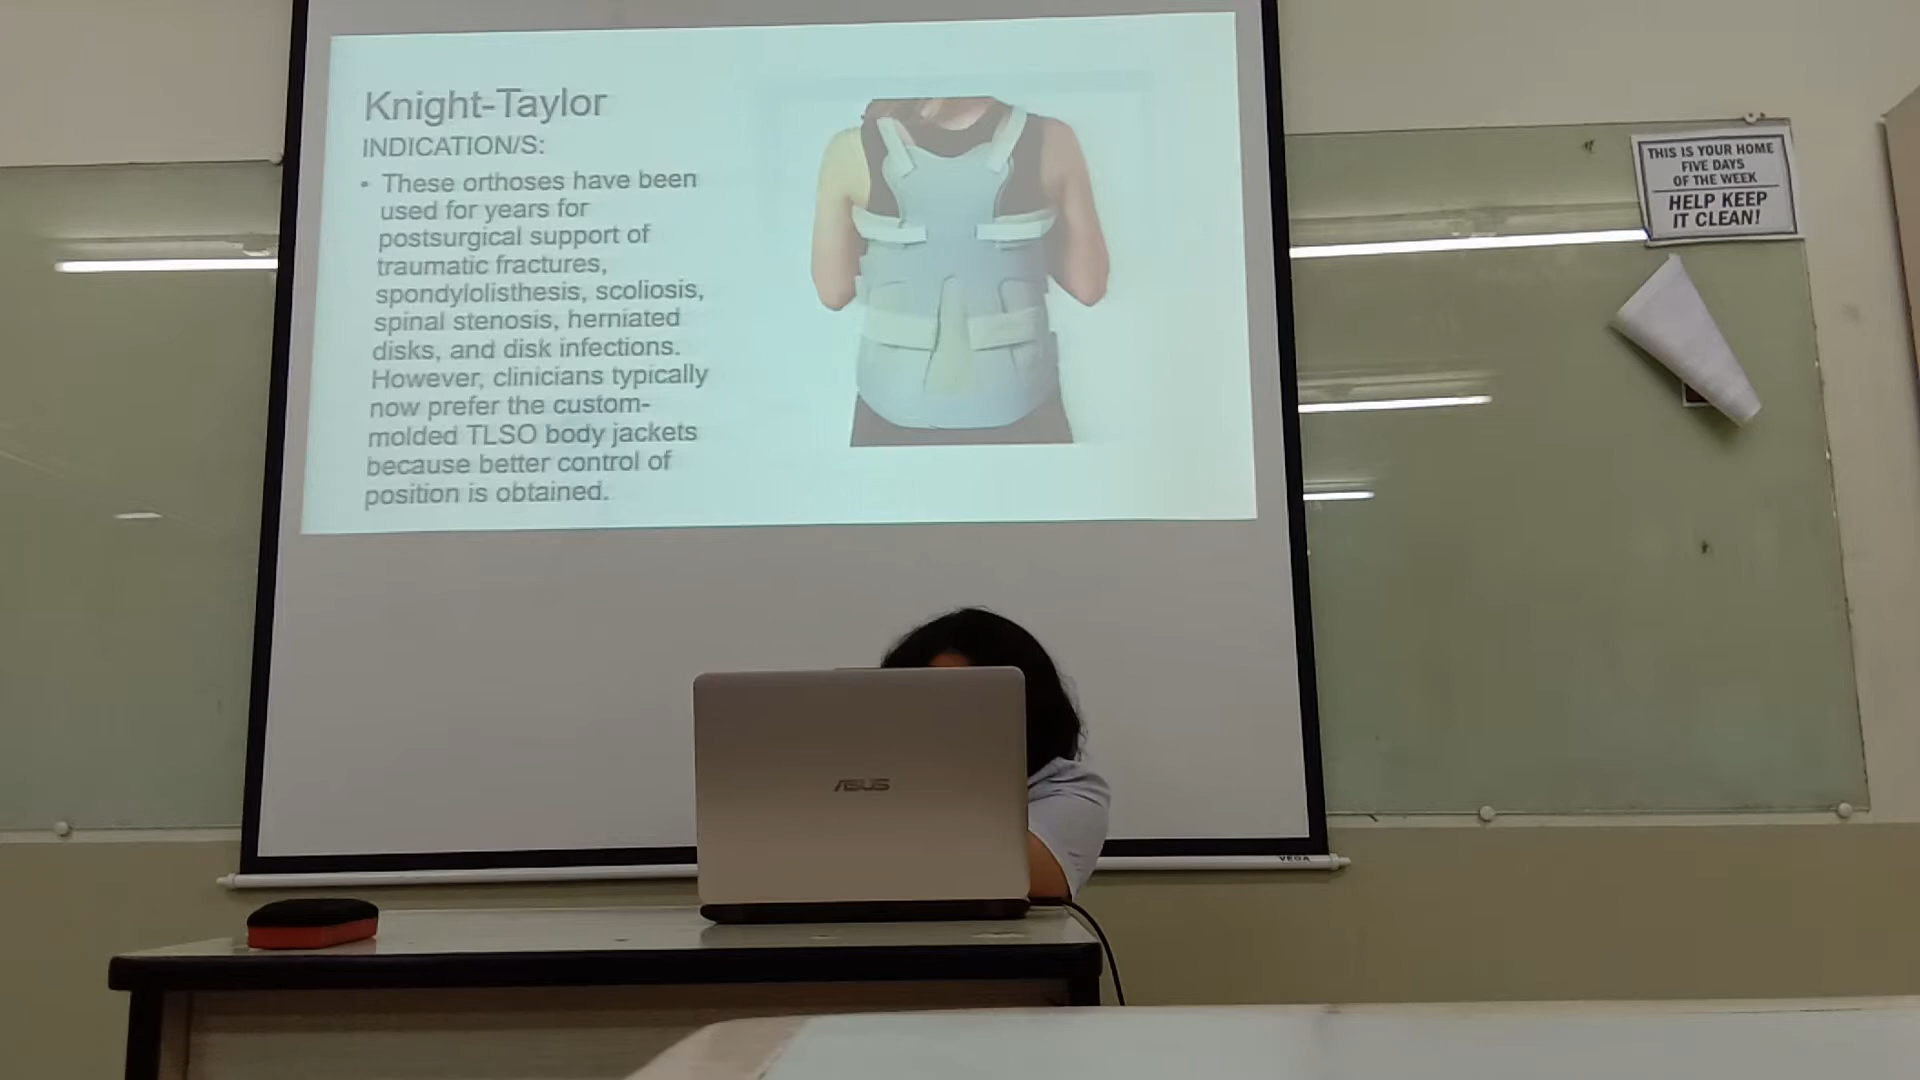 Knight-Taylor
INDICATION/S:
• These orthoses have been
used for years for
postsurgical support of
traumatic fractures,
spondylolisthesis, scoliosis,
spinal stenosis, herniated
disks, and disk infections.
However, clinicians typically
now prefer the custom-
molded TLSO body jackets
because better control of
position is obtained.
THIS IS YOUR HOME
FIVE DAYS
OF THE WEEK
HELP KEEP
IT CLEAN!
ASUS
VEGA